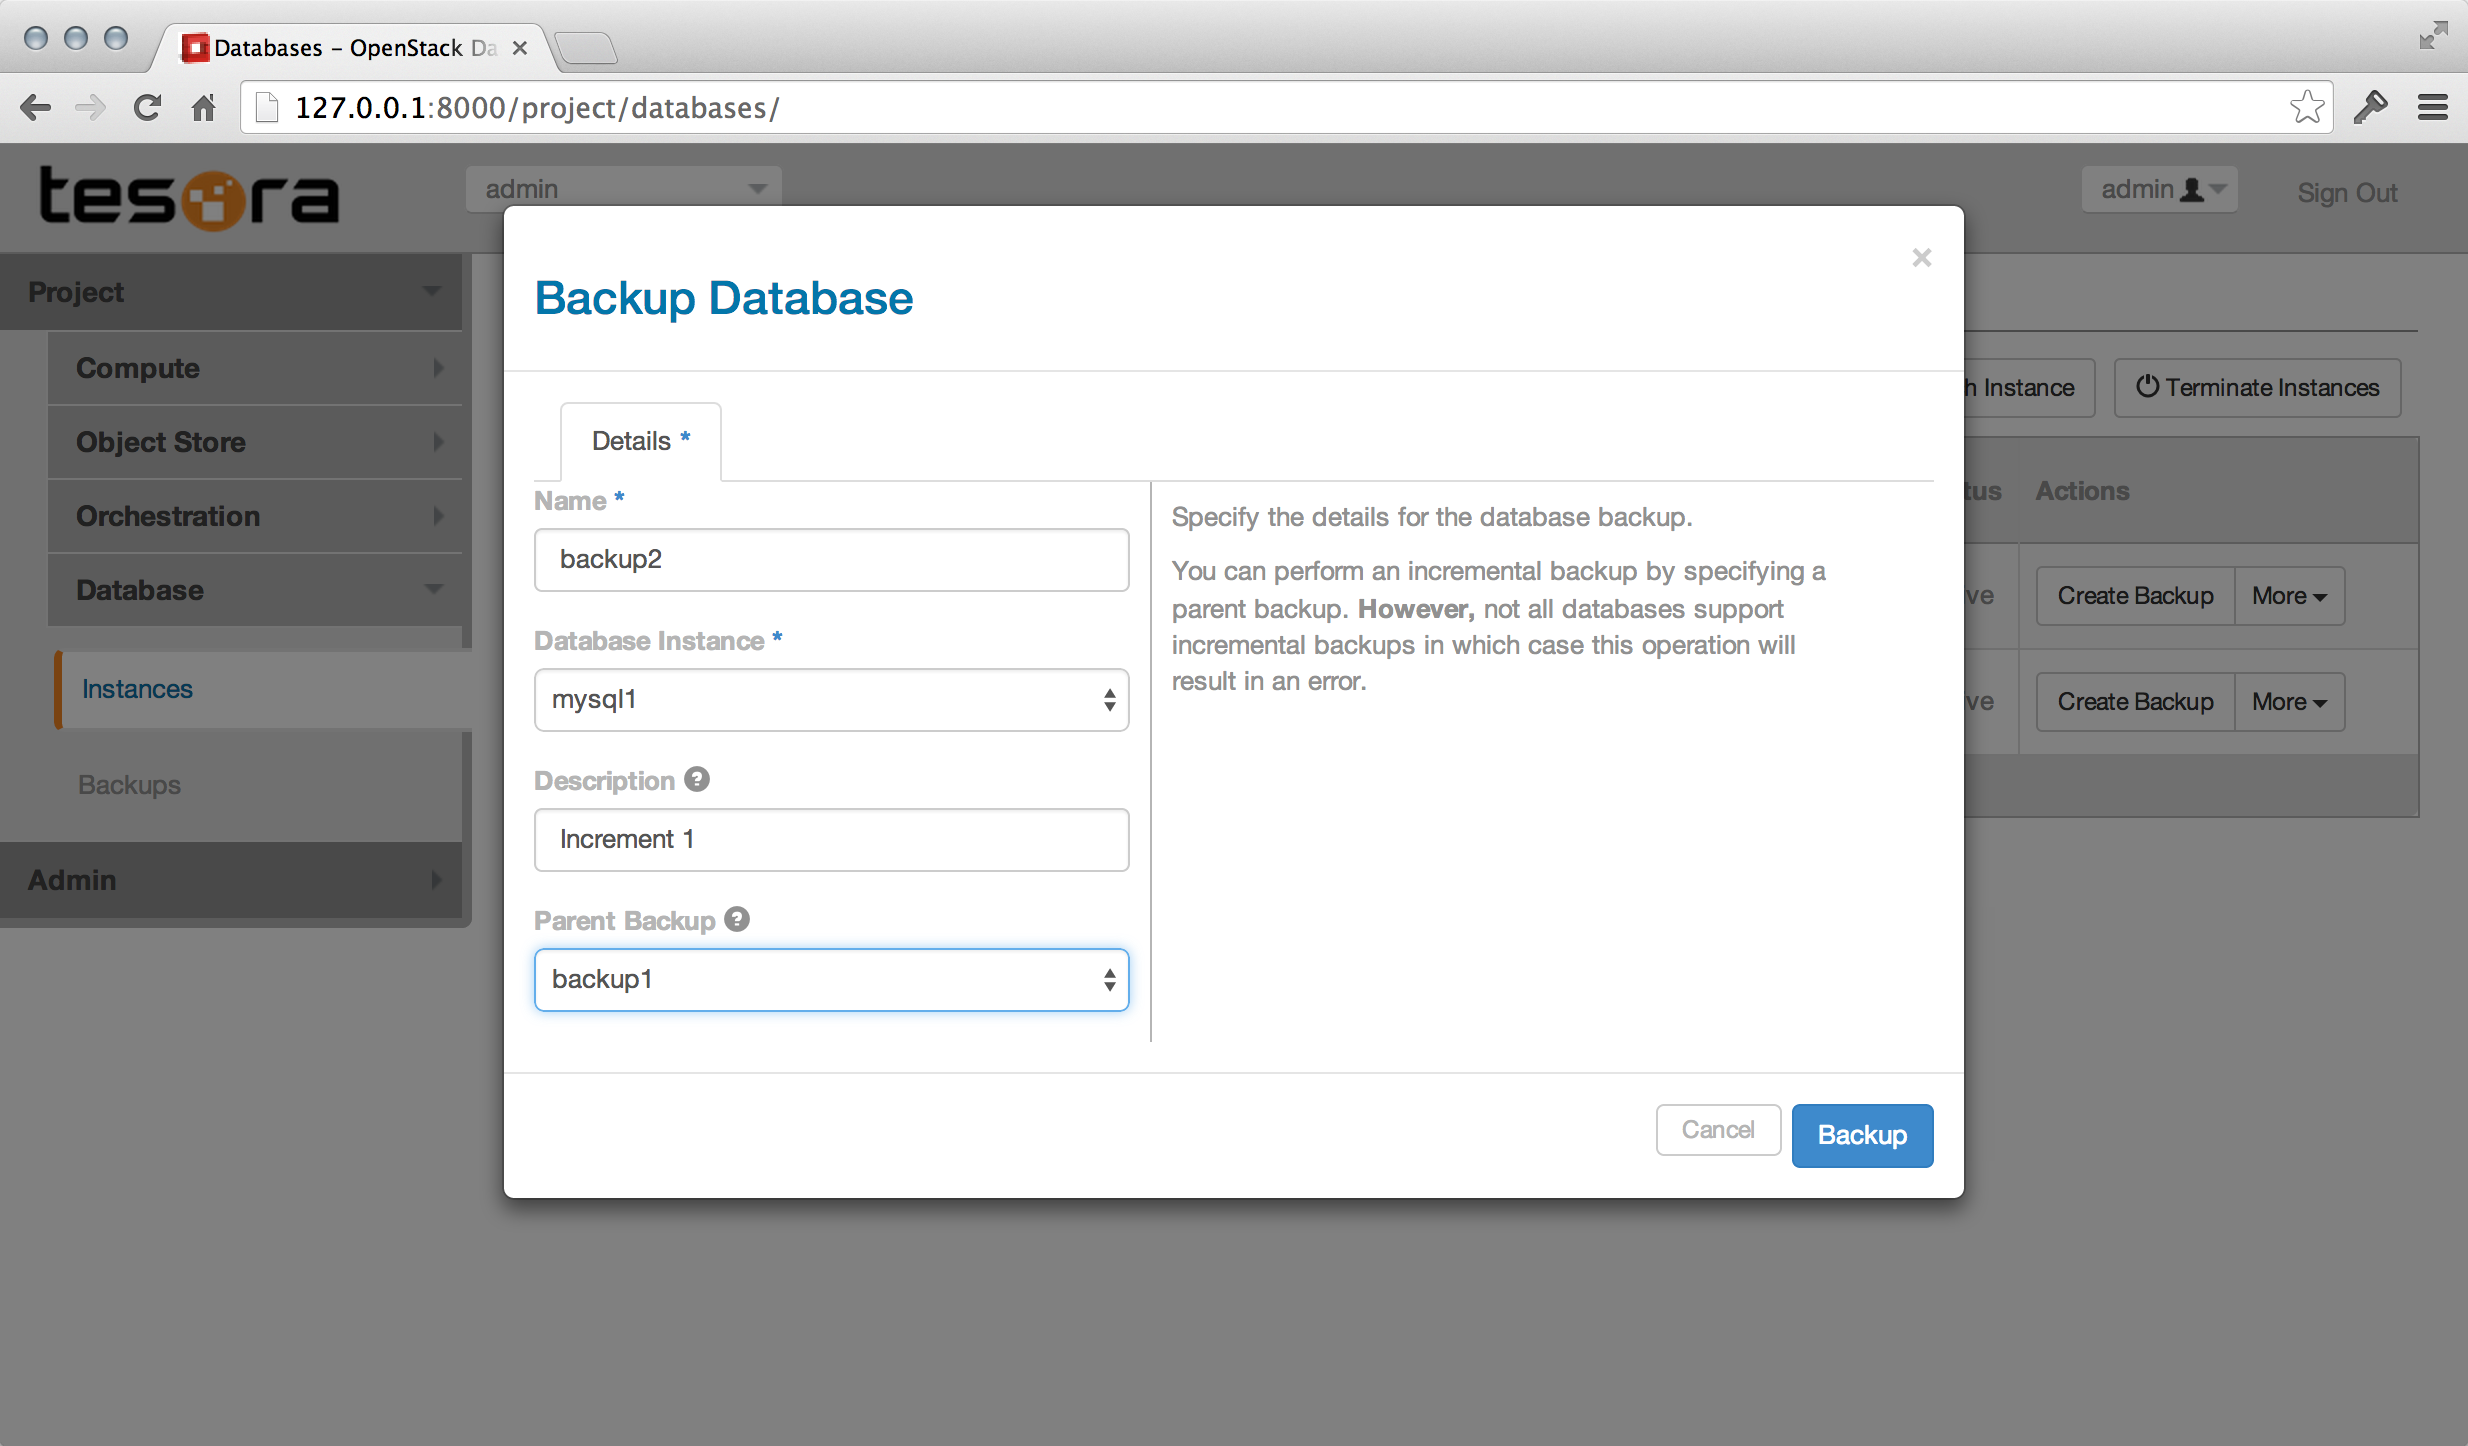 Databases – OpenStack Da
127.0.0.1:8000/project/databases/
tesora
admin
admin
Sign Out
Project
Compute
Object Store
Orchestration
Database
Instances
Backups
Admin
Backup Database
Details *
Name *
backup2
Database Instance *
mysql1
Description
Increment 1
Parent Backup
backup1
Specify the details for the database backup.
You can perform an incremental backup by specifying a
parent backup. However, not all databases support
incremental backups in which case this operation will
result in an error.
Cancel
Backup
h Instance
Terminate Instances
tus
Actions
ve
Create Backup
More
ve
Create Backup
More